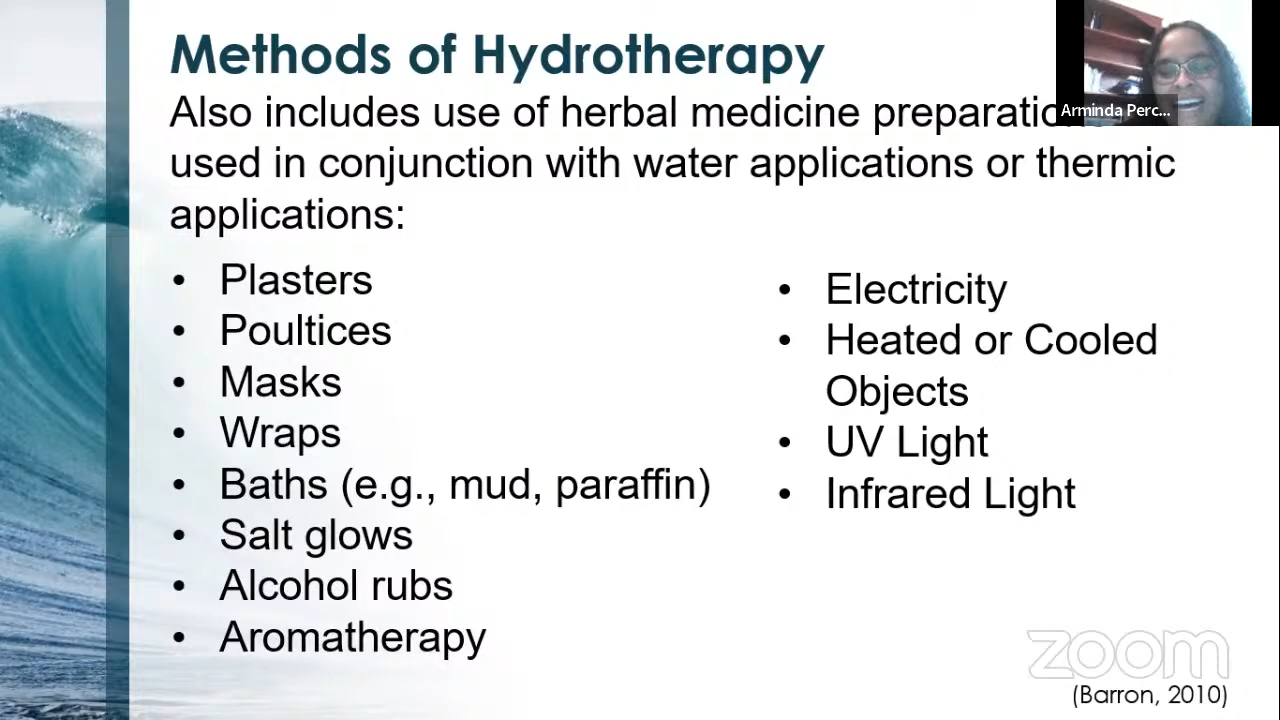 Methods of Hydrotherapy
Also includes use of herbal medicine
used in conjunction with water applications or thermic
applications:
• Plasters
• Poultices
• Masks
• Wraps
• Baths (e.g., mud, paraffin)
• Salt glows
• Alcohol rubs
• Aromatherapy
• Electricity
• Heated or Cooled
Objects
• UV Light
• Infrared Light
Arminda Perc...
zoom
(Barron, 2010)